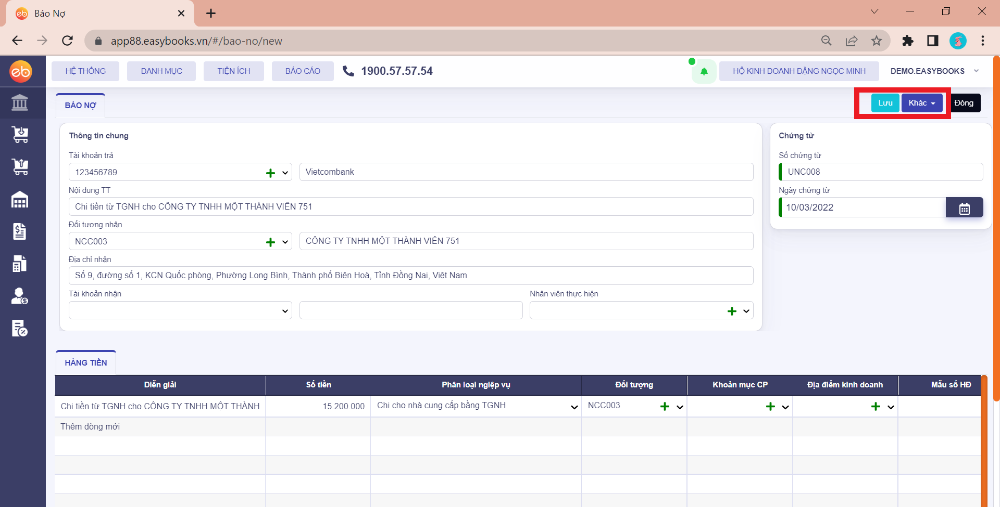 eb Báo Nợ
app88.easybooks.vn/#/bao-no/new
eb HỆ THỐNG DANH MỤC TIỆN ÍCH BÁO CÁO 1900.57.57.54 HỘ KINH DOANH ĐẶNG NGỌC MINH DEMO.EASYBOOKS
BÁO NỢ Lưu Khác Đóng
Thông tin chung
Tài khoản trả
123456789 Vietcombank
Nội dung TT
Chi tiền từ TGNH cho CÔNG TY TNHH MỘT THÀNH VIÊN 751
Đối tượng nhận
NCC003 CÔNG TY TNHH MỘT THÀNH VIÊN 751
Địa chỉ nhận
Số 9, đường số 1, KCN Quốc phòng, Phường Long Bình, Thành phố Biên Hoà, Tỉnh Đồng Nai, Việt Nam
Tài khoản nhận Nhân viên thực hiện
Chứng từ
Số chứng từ
UNC008
Ngày chứng từ
10/03/2022
HÀNG TIỀN
Diễn giải Số tiền Phân loại ngiệp vụ Đối tượng Khoản mục CP Địa điểm kinh doanh Mẫu số HĐ
Chi tiền từ TGNH cho CÔNG TY TNHH MỘT THÀNH 15.200.000 Chi cho nhà cung cấp bằng TGNH NCC003
Thêm dòng mới